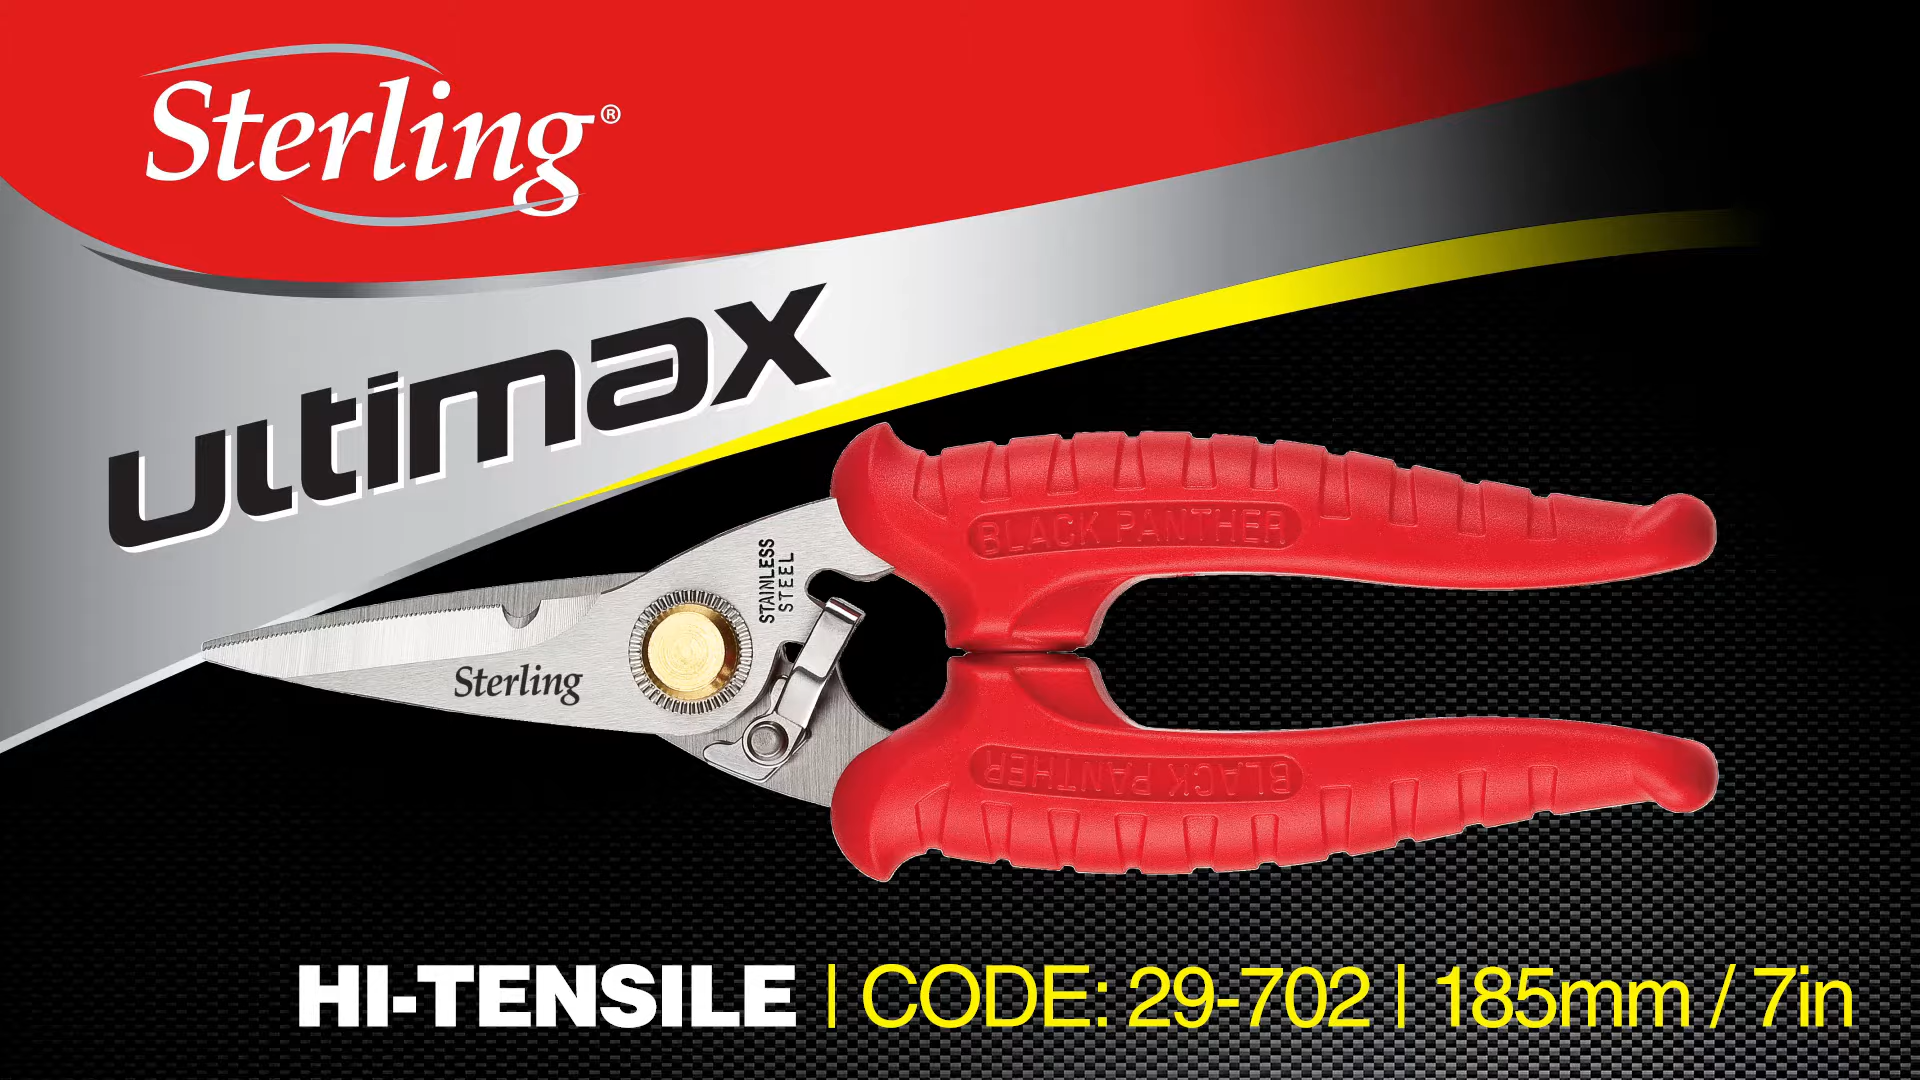 Sterling®
ultimax
BLACK PANTHER
STAINLESS
STEEL
Sterling
BLACK PANTHER
HI-TENSILE | CODE: 29-702 | 185mm / 7in